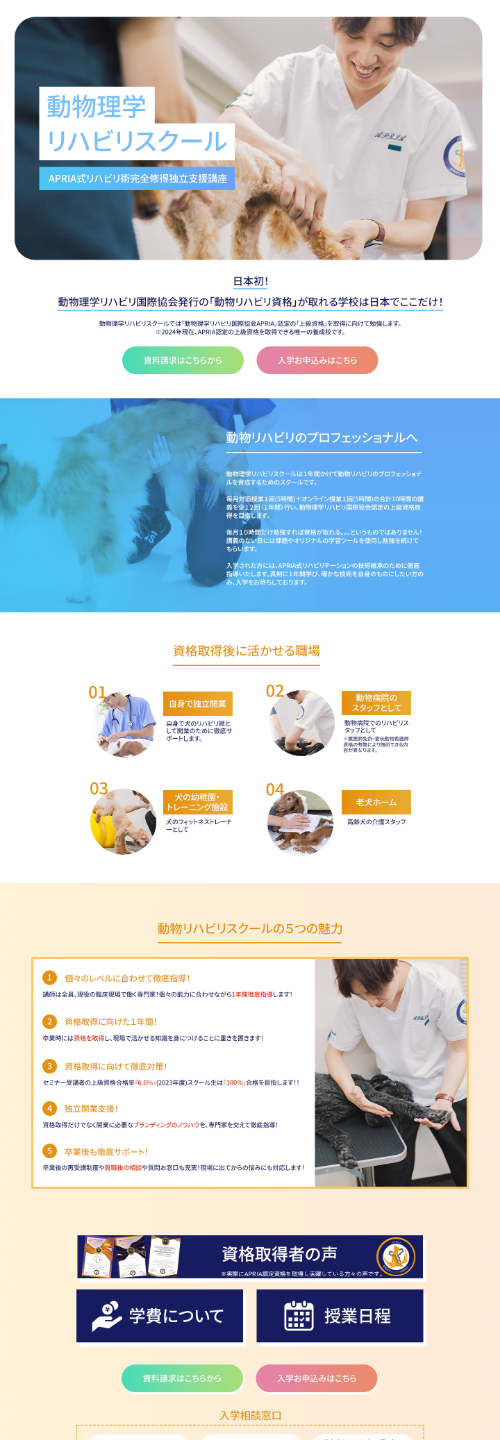 動物理学
リハビリスクール
APRIA式リハビリ術完全修得独立支援講座
A.P.R.I.A
日本初!
動物理学リハビリ国際協会発行の「動物リハビリ資格」が取れる学校は日本でここだけ!
動物理学リハビリスクールでは「動物理学リハビリ国際協会APRIA」認定の「上級資格」を取得に向けて勉強します。
※2024年現在、APRIA認定の上級資格を取得できる唯一の養成校です。
資料請求はこちらから
入学お申込みはこちら
動物リハビリのプロフェッショナルへ
動物理学リハビリスクールは1年間かけて動物リハビリのプロフェッショナ
ルを育成するためのスクールです。
毎月対面授業1回(5時間)+オンライン授業1回(5時間)の合計10時間の講
義を全12回(1年間)行い、動物理学リハビリ国際協会認定の上級資格取
得を目指します。
毎月10時間だけ勉強すれば資格が取れる。。。というものではありません!
講義のない日には課題やオリジナルの学習ツールを使用し勉強を続けて
もらいます。
入学された方には、APRIA式リハビリテーションの技術継承のために徹底
指導いたします。真剣に1年間学び、確かな技術を自身のものにしたい方の
み、入学をお待ちしております。
資格取得後に活かせる職場
01
自身で独立開業
自身で犬のリハビリ師と
して開業のために徹底サ
ポートします。
02
動物病院の
スタッフとして
動物病院でのリハビリス
タッフとして
※獣医師免許・愛玩動物看護師
資格の有無により施術できる内
容が異なります。
03
犬の幼稚園・
トレーニング施設
犬のフィットネストレーナ
ーとして
04
老犬ホーム
高齢犬の介護スタッフ
動物リハビリスクールの5つの魅力
1 個々のレベルに合わせて徹底指導!
講師は全員、現役の臨床現場で働く専門家!個々の能力に合わせながら1年間徹底指導します!
2 資格取得に向けた1年間!
卒業時には資格を取得し、現場で活かせる知識を身につけることに重きを置きます!
3 資格取得に向けて徹底対策!
セミナー受講者の上級資格合格率「6.6%」(2023年度)スクール生は「100%」合格を目指します!!
4 独立開業支援!
資格取得だけでなく開業に必要なブランディングのノウハウを、専門家を交えて徹底指導!
5 卒業後も徹底サポート!
卒業後の再受講制度や就職後の相談や質問お窓口も充実!現場に出てからの悩みにも対応します!
資格取得者の声
※実際にAPRIA認定資格を取得し活躍している方々の声です。
学費について
授業日程
資料請求はこちらから
入学お申込みはこちら
入学相談窓口